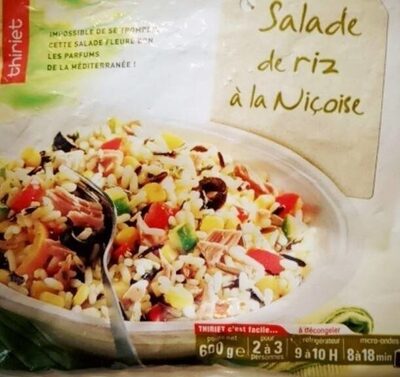 thiriet
IMPOSSIBLE DE SE TROMPER,
CETTE SALADE FLEURE BON
LES PARFUMS
DE LA MÉDITERRANÉE !
Salade
de riz
à la Niçoise
THIRIET c'est facile... à décongeler
poids net pour réfrigérateur micro-ondes
600g e 2 à 3 9 à 10 H 8 à 18 min
personnes